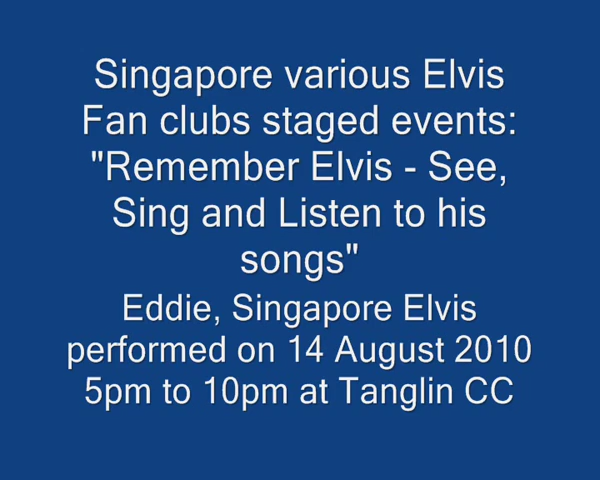 Singapore various Elvis
Fan clubs staged events:
"Remember Elvis - See,
Sing and Listen to his
songs"
Eddie, Singapore Elvis
performed on 14 August 2010
5pm to 10pm at Tanglin CC